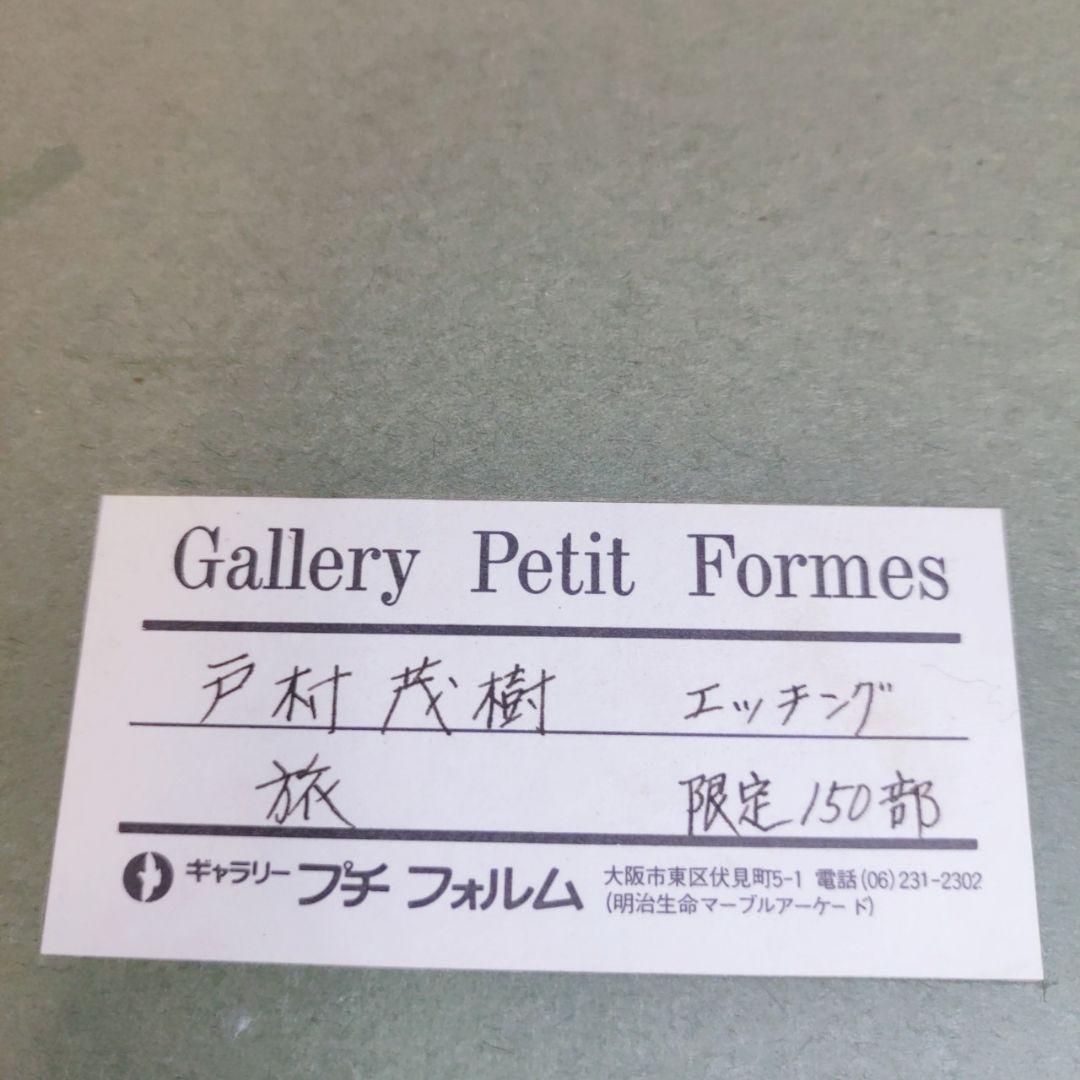 Gallery Petit Formes
戸村茂樹 エッチング
旅 限定150部
ギャラリー プチ フォルム 大阪市東区伏見町5-1 電話(06)231-2302
(明治生命マーブルアーケード)